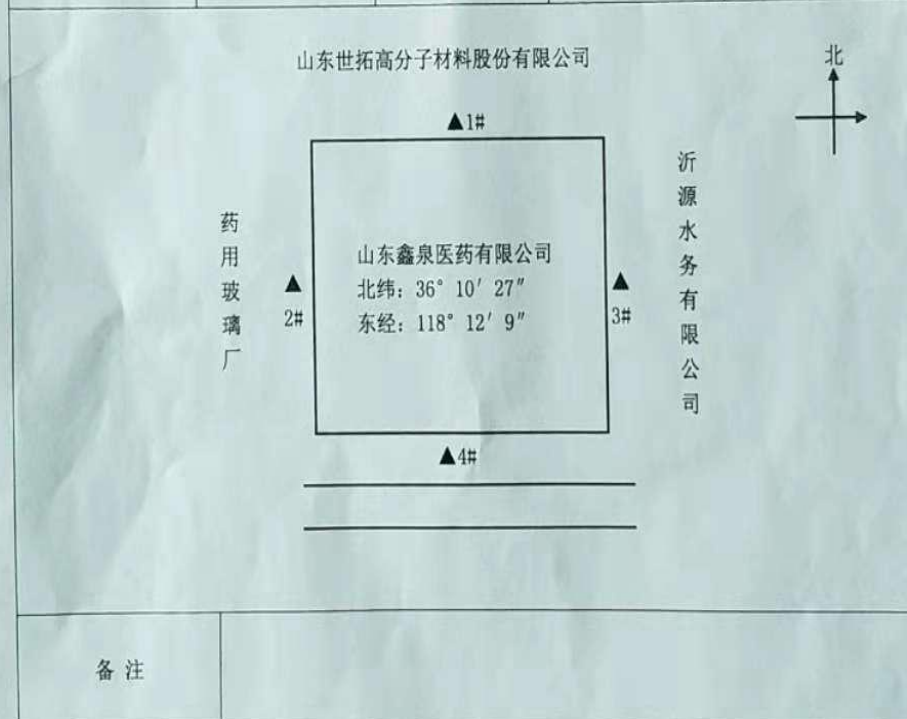 山东世拓高分子材料股份有限公司
北
▲1#
药用玻璃厂
沂源水务有限公司
山东鑫泉医药有限公司
北纬：36° 10′ 27″
东经：118° 12′ 9″
▲
2#
▲
3#
▲4#
备 注